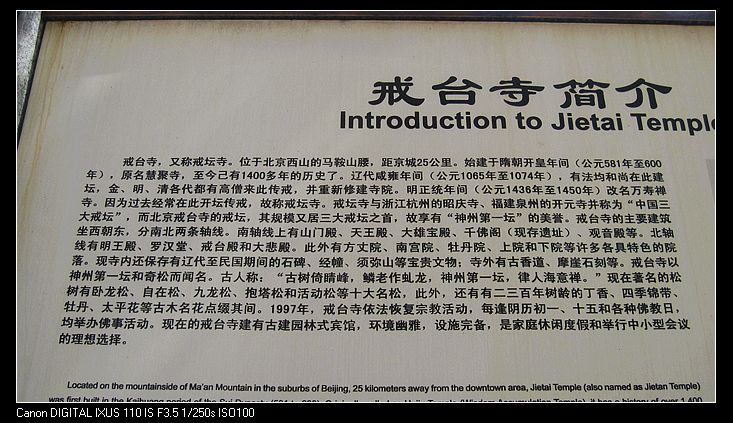 戒台寺简介
Introduction to Jietai Temple
戒台寺，又称戒坛寺。位于北京西山的马鞍山腰，距京城25公里。始建于隋朝开皇年间（公元581年至600
年），原名慧聚寺，至今已有1400多年的历史了。辽代咸雍年间（公元1065年至1074年），有法均和尚在此建
坛，金、明、清各代都有高僧来此传戒，并重新修建寺院。明正统年间（公元1436年至1450年）改名万寿禅
寺。因为过去经常在此开坛传戒，故称戒坛寺。戒坛寺与浙江杭州的昭庆寺、福建泉州的开元寺并称为“中国三
大戒坛”，而北京戒台寺的戒坛，其规模又居三大戒坛之首，故享有“神州第一坛”的美誉。戒台寺的主要建筑
坐西朝东，分南北两条轴线。南轴线上有山门殿、天王殿、大雄宝殿、千佛阁（现存遗址）、观音殿等。北轴
线有明王殿、罗汉堂、戒台殿和大悲殿。此外有方丈院、南宫院、牡丹院、上院和下院等许多各具特色的院
落。现寺内还保存有辽代至民国期间的石碑、经幢、须弥山等宝贵文物；寺外有古香道、摩崖石刻等。戒台寺以
神州第一坛和奇松而闻名。古人称：“古树倚晴峰，鳞老作虬龙，神州第一坛，律人海意禅。”现在著名的松
树有卧龙松、自在松、九龙松、抱塔松和活动松等十大名松，此外，还有有二三百年树龄的丁香、四季锦带、
牡丹、太平花等古木名花点缀其间。1997年，戒台寺依法恢复宗教活动，每逢阴历初一、十五和各种佛教日，
均举办佛事活动。现在的戒台寺建有古建园林式宾馆，环境幽雅，设施完备，是家庭休闲度假和举行中小型会议
的理想选择。
Located on the mountainside of Ma'an Mountain in the suburbs of Beijing, 25 kilometers away from the downtown area, Jietai Temple (also named as Jietan Temple)
was first built in the Kaihuang period of the Sui Dynasty
Canon DIGITAL IXUS 110 IS F3.5 1/250s ISO100